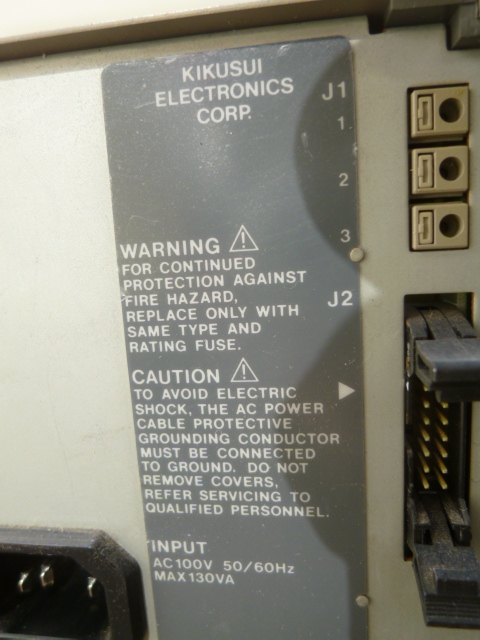 KIKUSUI
ELECTRONICS
CORP.
J1
1
2
3
WARNING
FOR CONTINUED
PROTECTION AGAINST
FIRE HAZARD,
REPLACE ONLY WITH
SAME TYPE AND
RATING FUSE.
J2
CAUTION
TO AVOID ELECTRIC
SHOCK, THE AC POWER
CABLE PROTECTIVE
GROUNDING CONDUCTOR
MUST BE CONNECTED
TO GROUND. DO NOT
REMOVE COVERS,
REFER SERVICING TO
QUALIFIED PERSONNEL.
INPUT
AC100V 50/60Hz
MAX130VA